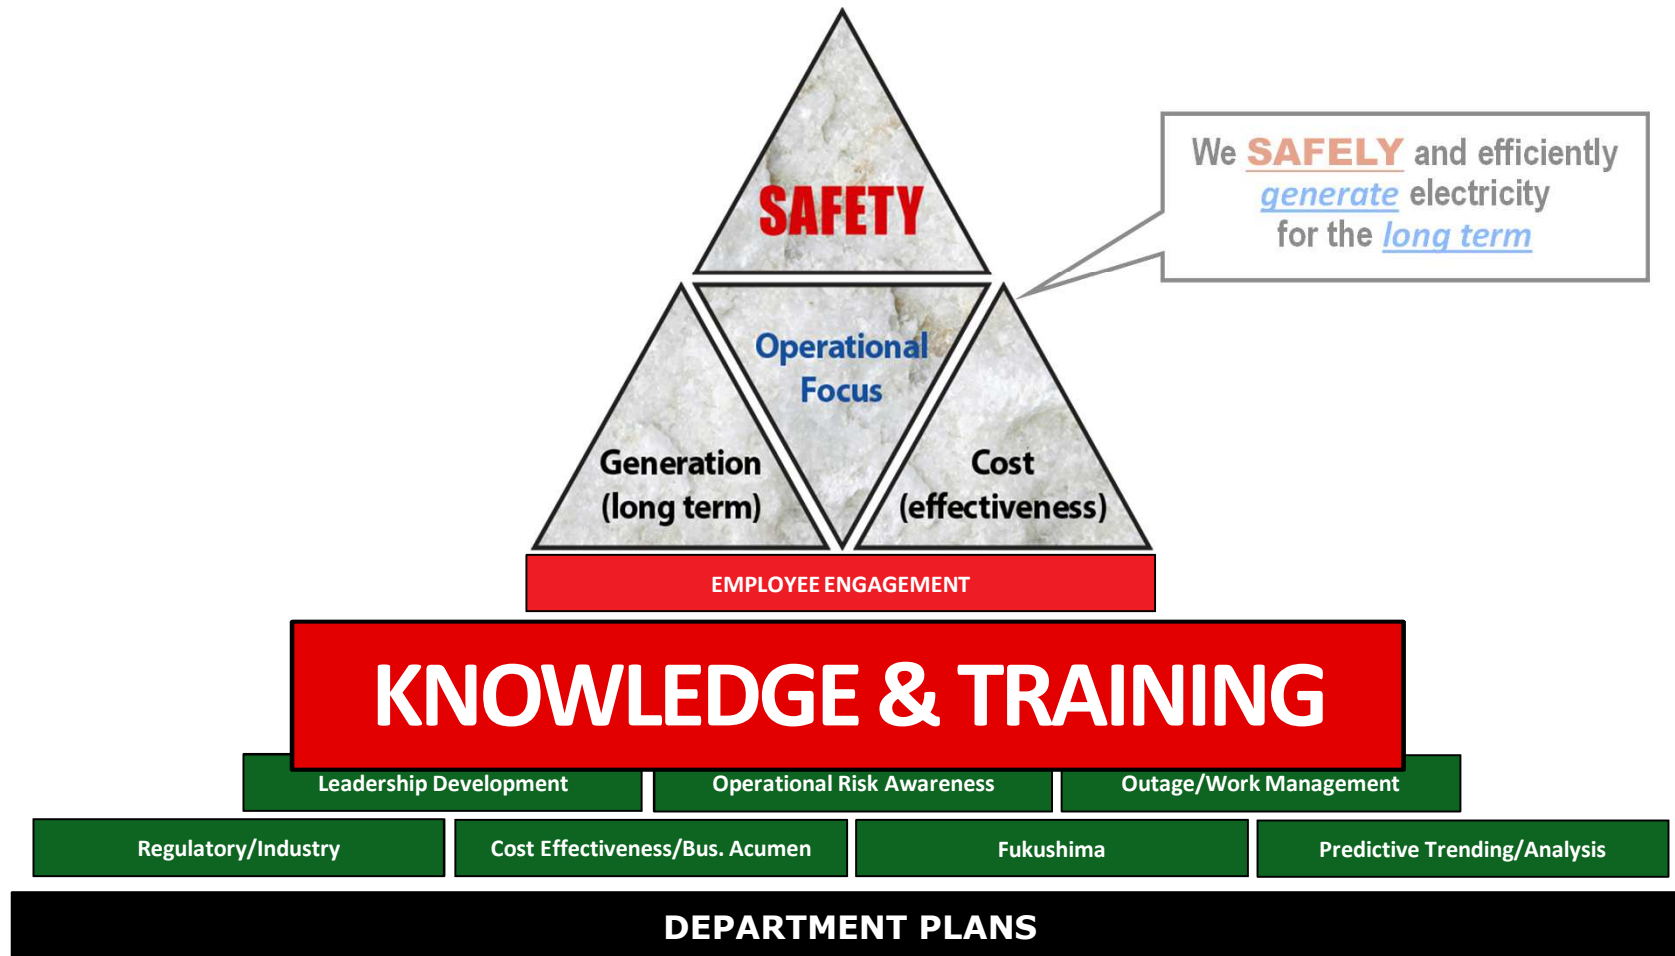 We SAFELY and efficiently
generate electricity
for the long term
SAFETY
Operational
Focus
Generation
(long term)
Cost
(effectiveness)
EMPLOYEE ENGAGEMENT
KNOWLEDGE & TRAINING
Leadership Development
Operational Risk Awareness
Outage/Work Management
Regulatory/Industry
Cost Effectiveness/Bus. Acumen
Fukushima
Predictive Trending/Analysis
DEPARTMENT PLANS